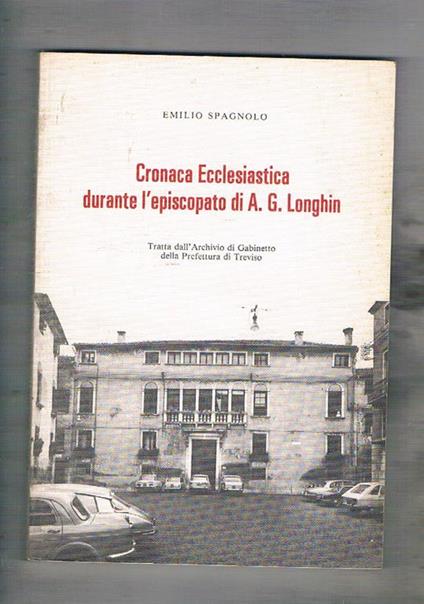 EMILIO SPAGNOLO
Cronaca Ecclesiastica
durante l'episcopato di A. G. Longhin
Tratta dall'Archivio di Gabinetto
della Prefettura di Treviso